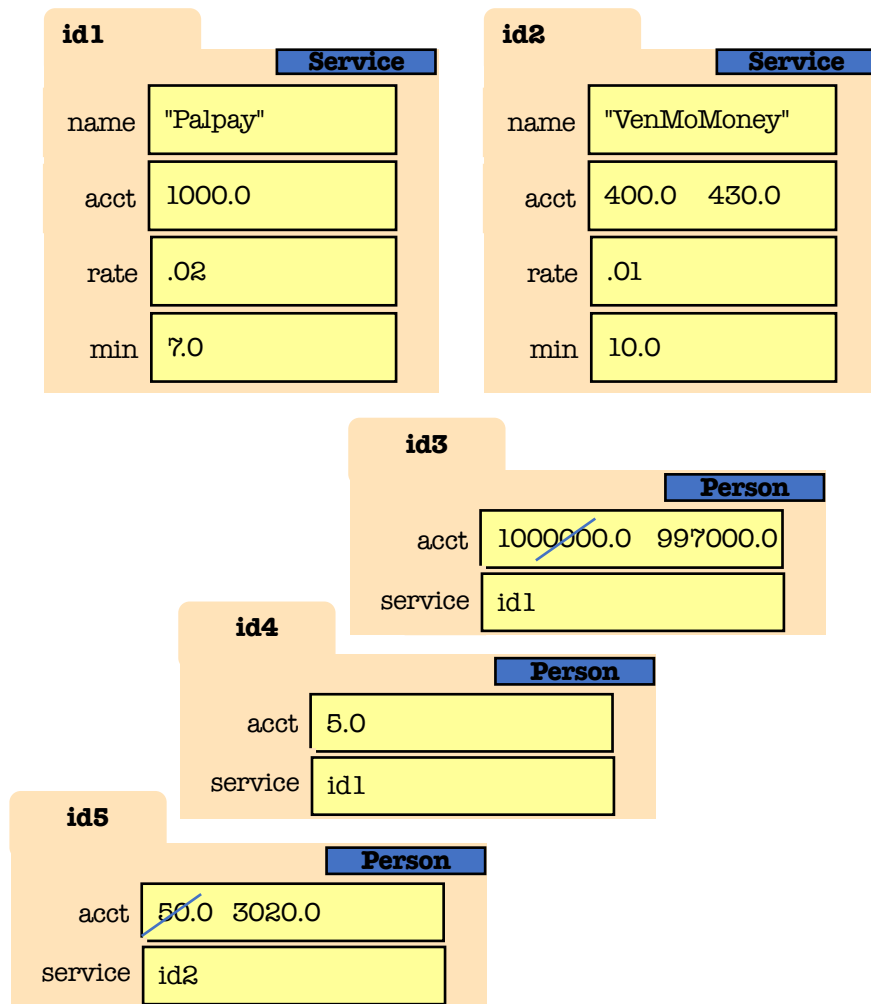 id1
Service
name "Palpay"
acct 1000.0
rate .02
min 7.0
id2
Service
name "VenMoMoney"
acct 400.0 430.0
rate .01
min 10.0
id3
Person
acct 1000000.0 997000.0
service id1
id4
Person
acct 5.0
service id1
id5
Person
acct 50.0 3020.0
service id2